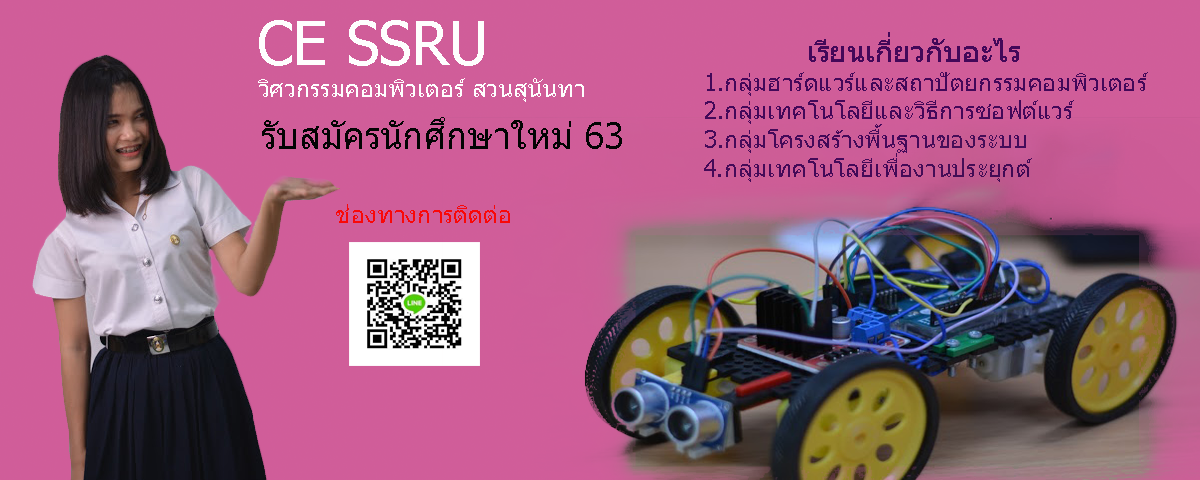 CE SSRU
วิศวกรรมคอมพิวเตอร์ สวนสุนันทา
รับสมัครนักศึกษาใหม่ 63
ช่องทางการติดต่อ
LINE
เรียนเกี่ยวกับอะไร
1.กลุ่มฮาร์ดแวร์และสถาปัตยกรรมคอมพิวเตอร์
2.กลุ่มเทคโนโลยีและวิธีการซอฟต์แวร์
3.กลุ่มโครงสร้างพื้นฐานของระบบ
4.กลุ่มเทคโนโลยีเพื่องานประยุกต์